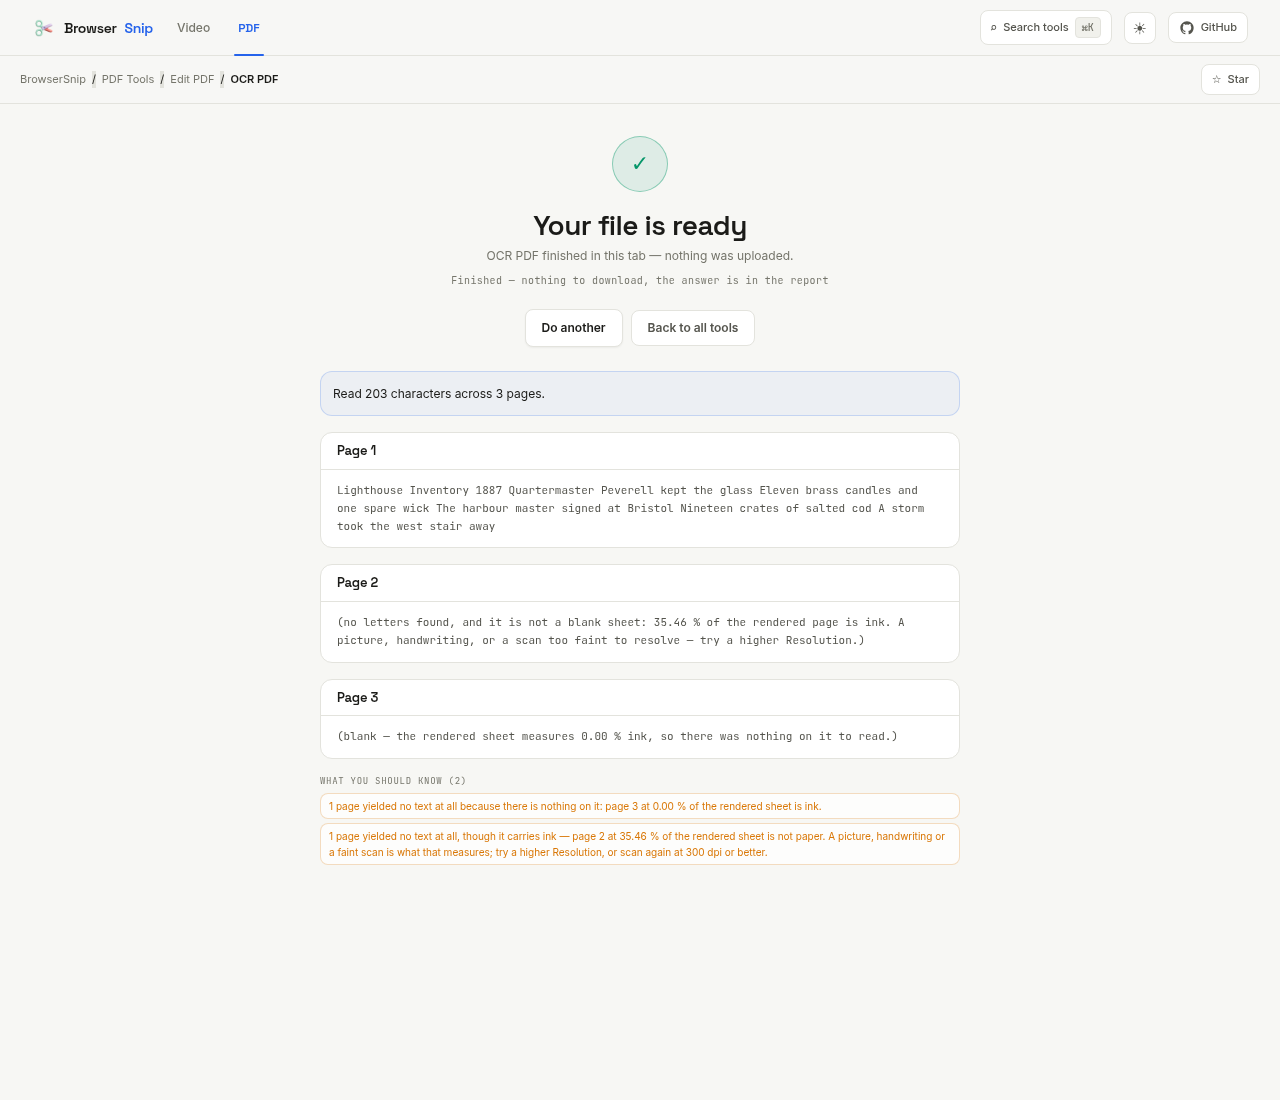 Browser Snip Video PDF Search tools ⌘K GitHub
BrowserSnip / PDF Tools / Edit PDF / OCR PDF ☆ Star
✓
Your file is ready
OCR PDF finished in this tab — nothing was uploaded.
Finished — nothing to download, the answer is in the report
Do another Back to all tools
Read 203 characters across 3 pages.
Page 1
Lighthouse Inventory 1887 Quartermaster Peverell kept the glass Eleven brass candles and
one spare wick The harbour master signed at Bristol Nineteen crates of salted cod A storm
took the west stair away
Page 2
(no letters found, and it is not a blank sheet: 35.46 % of the rendered page is ink. A
picture, handwriting, or a scan too faint to resolve — try a higher Resolution.)
Page 3
(blank — the rendered sheet measures 0.00 % ink, so there was nothing on it to read.)
WHAT YOU SHOULD KNOW (2)
1 page yielded no text at all because there is nothing on it: page 3 at 0.00 % of the rendered sheet is ink.
1 page yielded no text at all, though it carries ink — page 2 at 35.46 % of the rendered sheet is not paper. A picture, handwriting or
a faint scan is what that measures; try a higher Resolution, or scan again at 300 dpi or better.